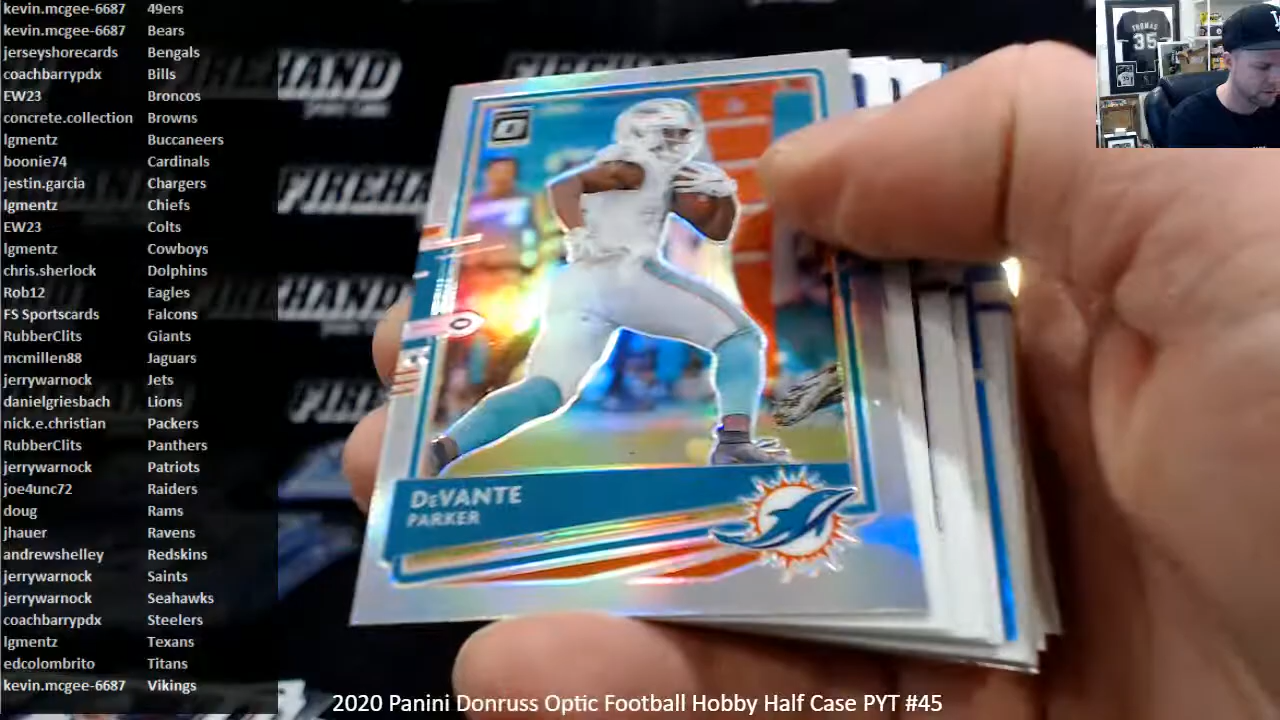 kevin.mcgee-6687 49ers
kevin.mcgee-6687 Bears
jerseyshorecards Bengals
coachbarrypdx Bills
EW23 Broncos
concrete.collection Browns
lgmentz Buccaneers
boonie74 Cardinals
jestin.garcia Chargers
lgmentz Chiefs
EW23 Colts
lgmentz Cowboys
chris.sherlock Dolphins
Rob12 Eagles
FS Sportscards Falcons
RubberClits Giants
mcmillen88 Jaguars
jerrywarnock Jets
danielgriesbach Lions
nick.e.christian Packers
RubberClits Panthers
jerrywarnock Patriots
joe4unc72 Raiders
doug Rams
jhauer Ravens
andrewshelley Redskins
jerrywarnock Saints
jerrywarnock Seahawks
coachbarrypdx Steelers
lgmentz Texans
edcolombrito Titans
kevin.mcgee-6687 Vikings
FIREHAND
THOMAS
35
DEVANTE
PARKER
2020 Panini Donruss Optic Football Hobby Half Case PYT #45